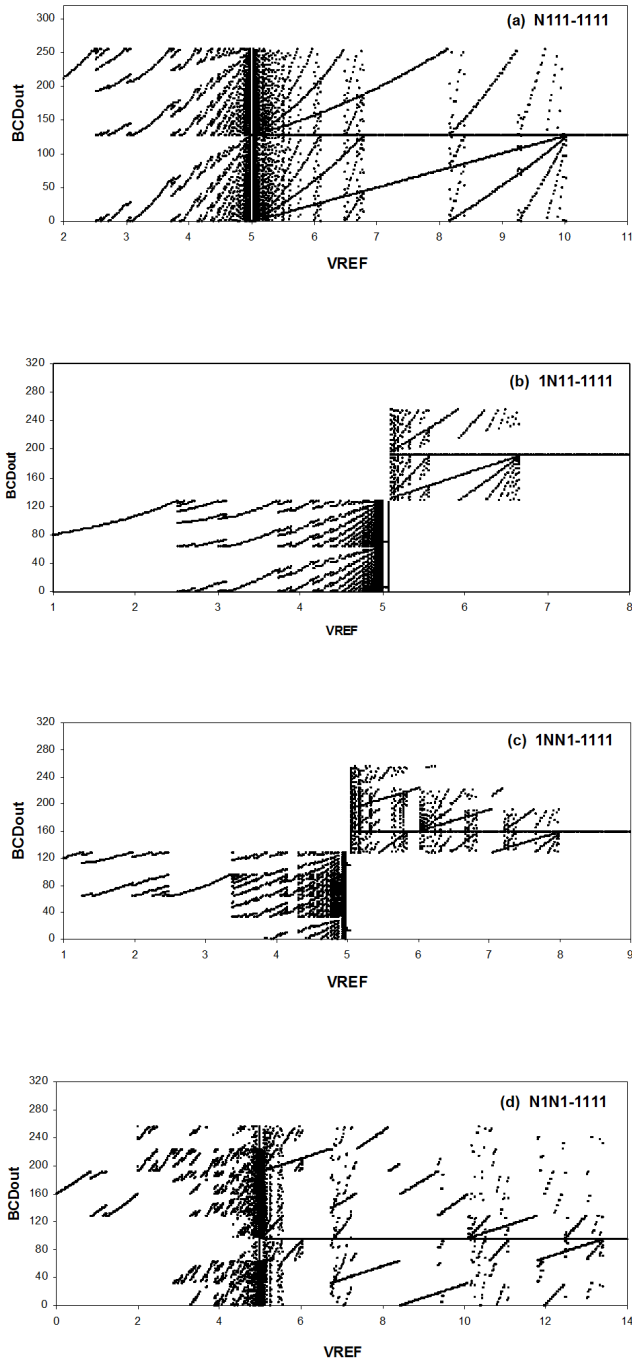 (a) N111-1111
300
250
200
150
100
50
0
BCDout
2 3 4 5 6 7 8 9 10 11
VREF
(b) 1N11-1111
320
280
240
200
160
120
80
40
0
BCDout
1 2 3 4 5 6 7 8
VREF
(c) 1NN1-1111
320
280
240
200
160
120
80
40
0
BCDout
1 2 3 4 5 6 7 8 9
VREF
(d) N1N1-1111
320
280
240
200
160
120
80
40
0
BCDout
0 2 4 6 8 10 12 14
VREF